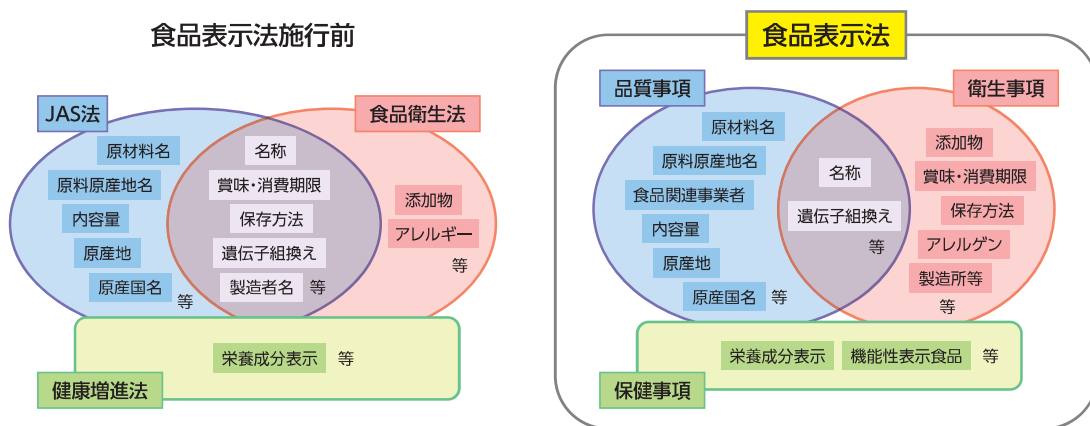 食品表示法施行前
JAS法
食品衛生法
原材料名
原料原産地名
内容量
原産地
原産国名
等
名称
賞味・消費期限
保存方法
遺伝子組換え
製造者名
等
添加物
アレルギー
等
栄養成分表示
等
健康増進法
食品表示法
品質事項
衛生事項
原材料名
原料原産地名
食品関連事業者
内容量
原産地
原産国名
等
名称
遺伝子組換え
等
添加物
賞味・消費期限
保存方法
アレルゲン
製造所等
等
栄養成分表示
機能性表示食品
等
保健事項